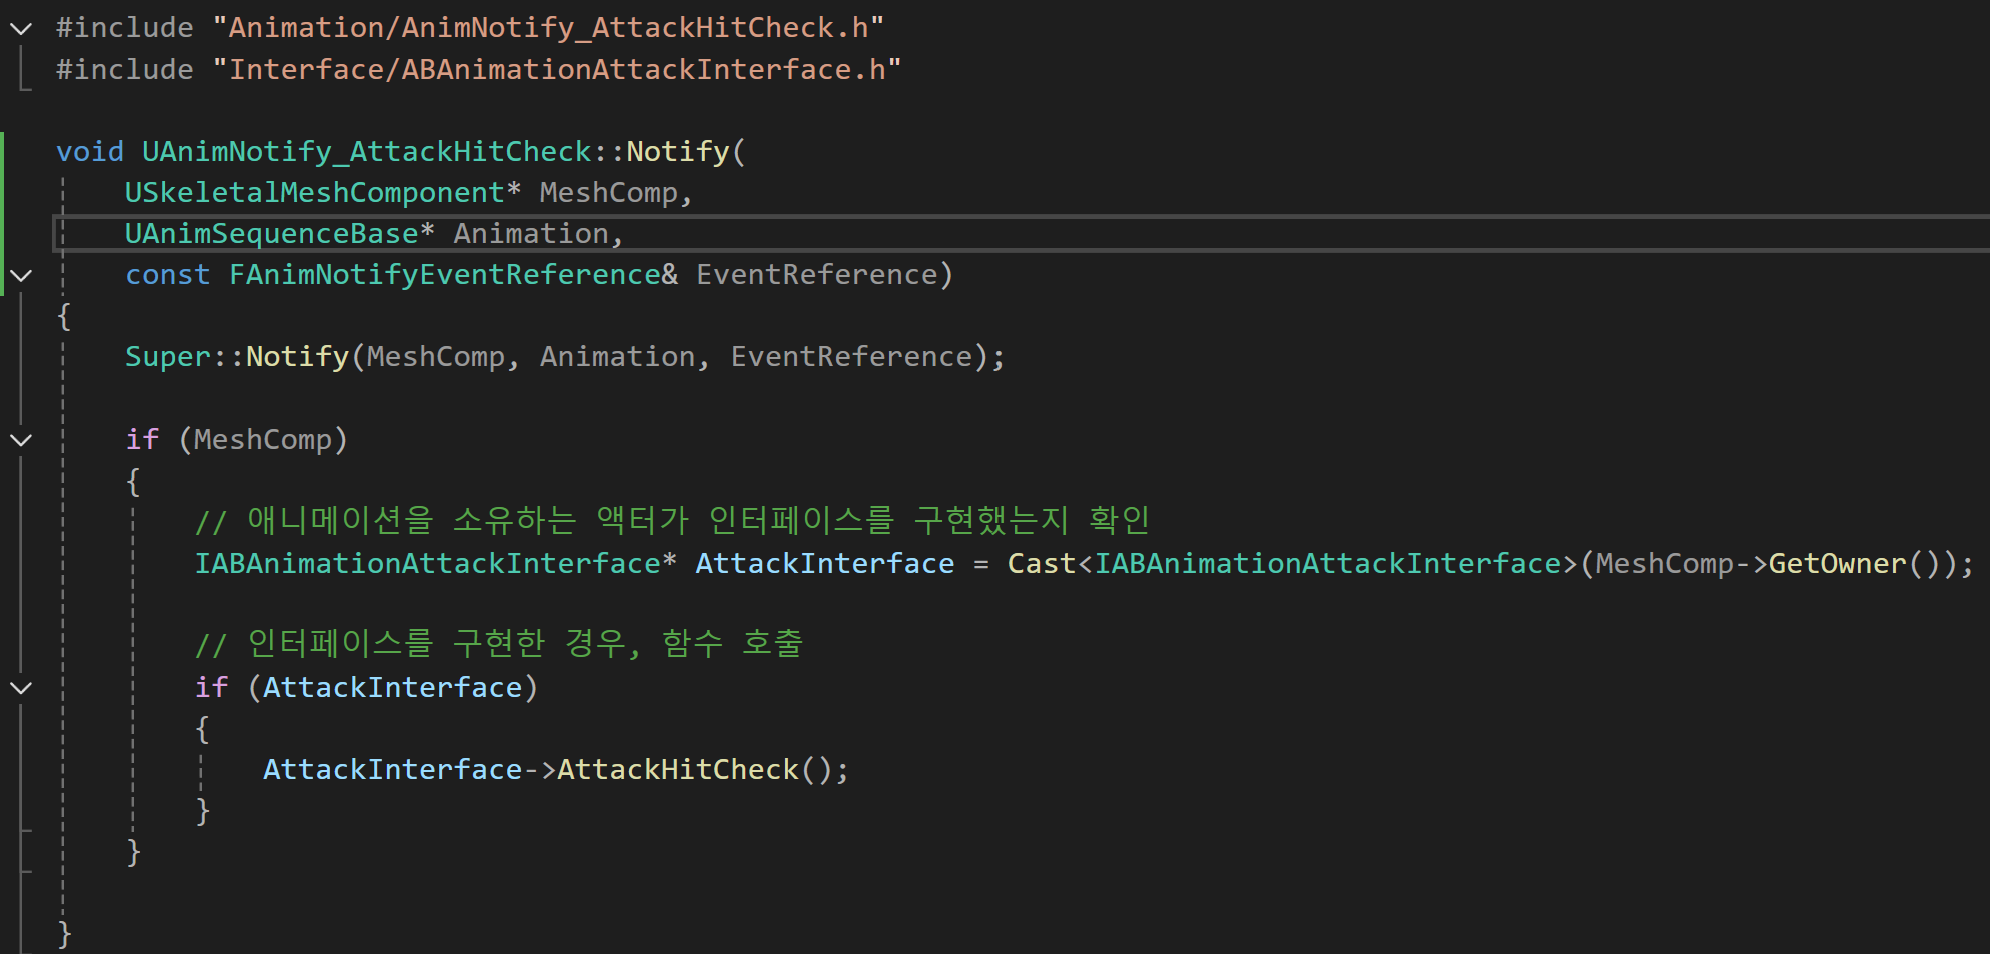 #include "Animation/AnimNotify_AttackHitCheck.h"
#include "Interface/ABAnimationAttackInterface.h"
void UAnimNotify_AttackHitCheck::Notify(
USkeletalMeshComponent* MeshComp,
UAnimSequenceBase* Animation,
const FAnimNotifyEventReference& EventReference)
{
Super::Notify(MeshComp, Animation, EventReference);
if (MeshComp)
{
// 애니메이션을 소유하는 액터가 인터페이스를 구현했는지 확인
IABAnimationAttackInterface* AttackInterface = Cast<IABAnimationAttackInterface>(MeshComp->GetOwner());
// 인터페이스를 구현한 경우, 함수 호출
if (AttackInterface)
{
AttackInterface->AttackHitCheck();
}
}
}